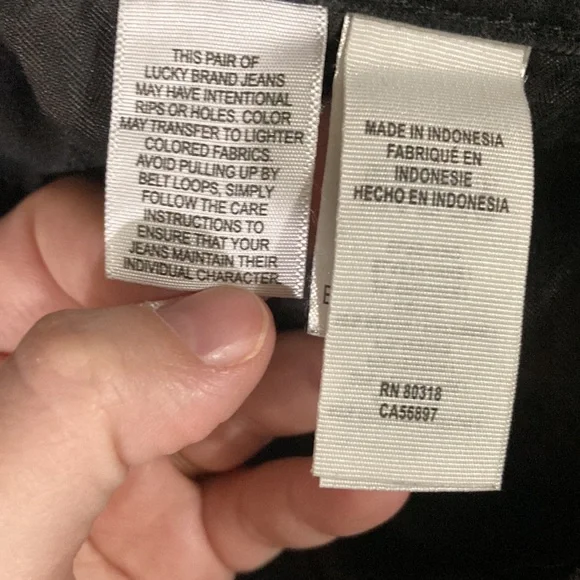 THIS PAIR OF
LUCKY BRAND JEANS
MAY HAVE INTENTIONAL
RIPS OR HOLES. COLOR
MAY TRANSFER TO LIGHTER
COLORED FABRICS.
AVOID PULLING UP BY
BELT LOOPS, SIMPLY
FOLLOW THE CARE
INSTRUCTIONS TO
ENSURE THAT YOUR
JEANS MAINTAIN THEIR
INDIVIDUAL CHARACTER.
MADE IN INDONESIA
FABRIQUÉ EN
INDONESIE
HECHO EN INDONESIA
RN 80318
CA56897